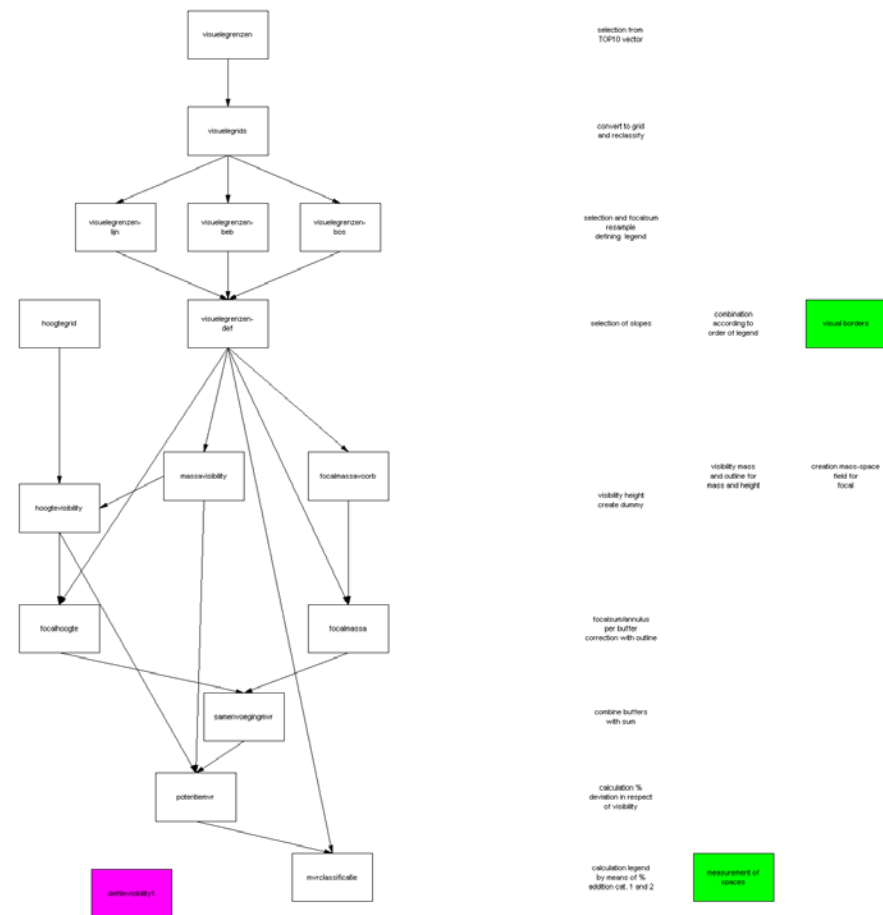 visuelegrenzen
selection from
TOP10 vector
visuelegrids
convert to grid
and reclassify
visuelegrenzen-
lijn
visuelegrenzen-
beb
visuelegrenzen-
bos
selection and focalsum
resample
defining legend
hoogtegrid
visuelegrenzen-
def
selection of slopes
combination
according to
order of legend
visual borders
massavisibility
focalmassavoorb
visibility mass
and outline for
mass and height
creation mass-space
field for
focal
hoogtevisibility
visibility height
create dummy
focalhoogte
focalmassa
focalsum/annulus
per buffer
correction with outline
samenvoegingmvr
combine buffers
with sum
potentiemvr
calculation %
deviation in respect
of visibility
mvrclassificatie
calculation legend
by means of %
addition cat. 1 and 2
measurement of
spaces